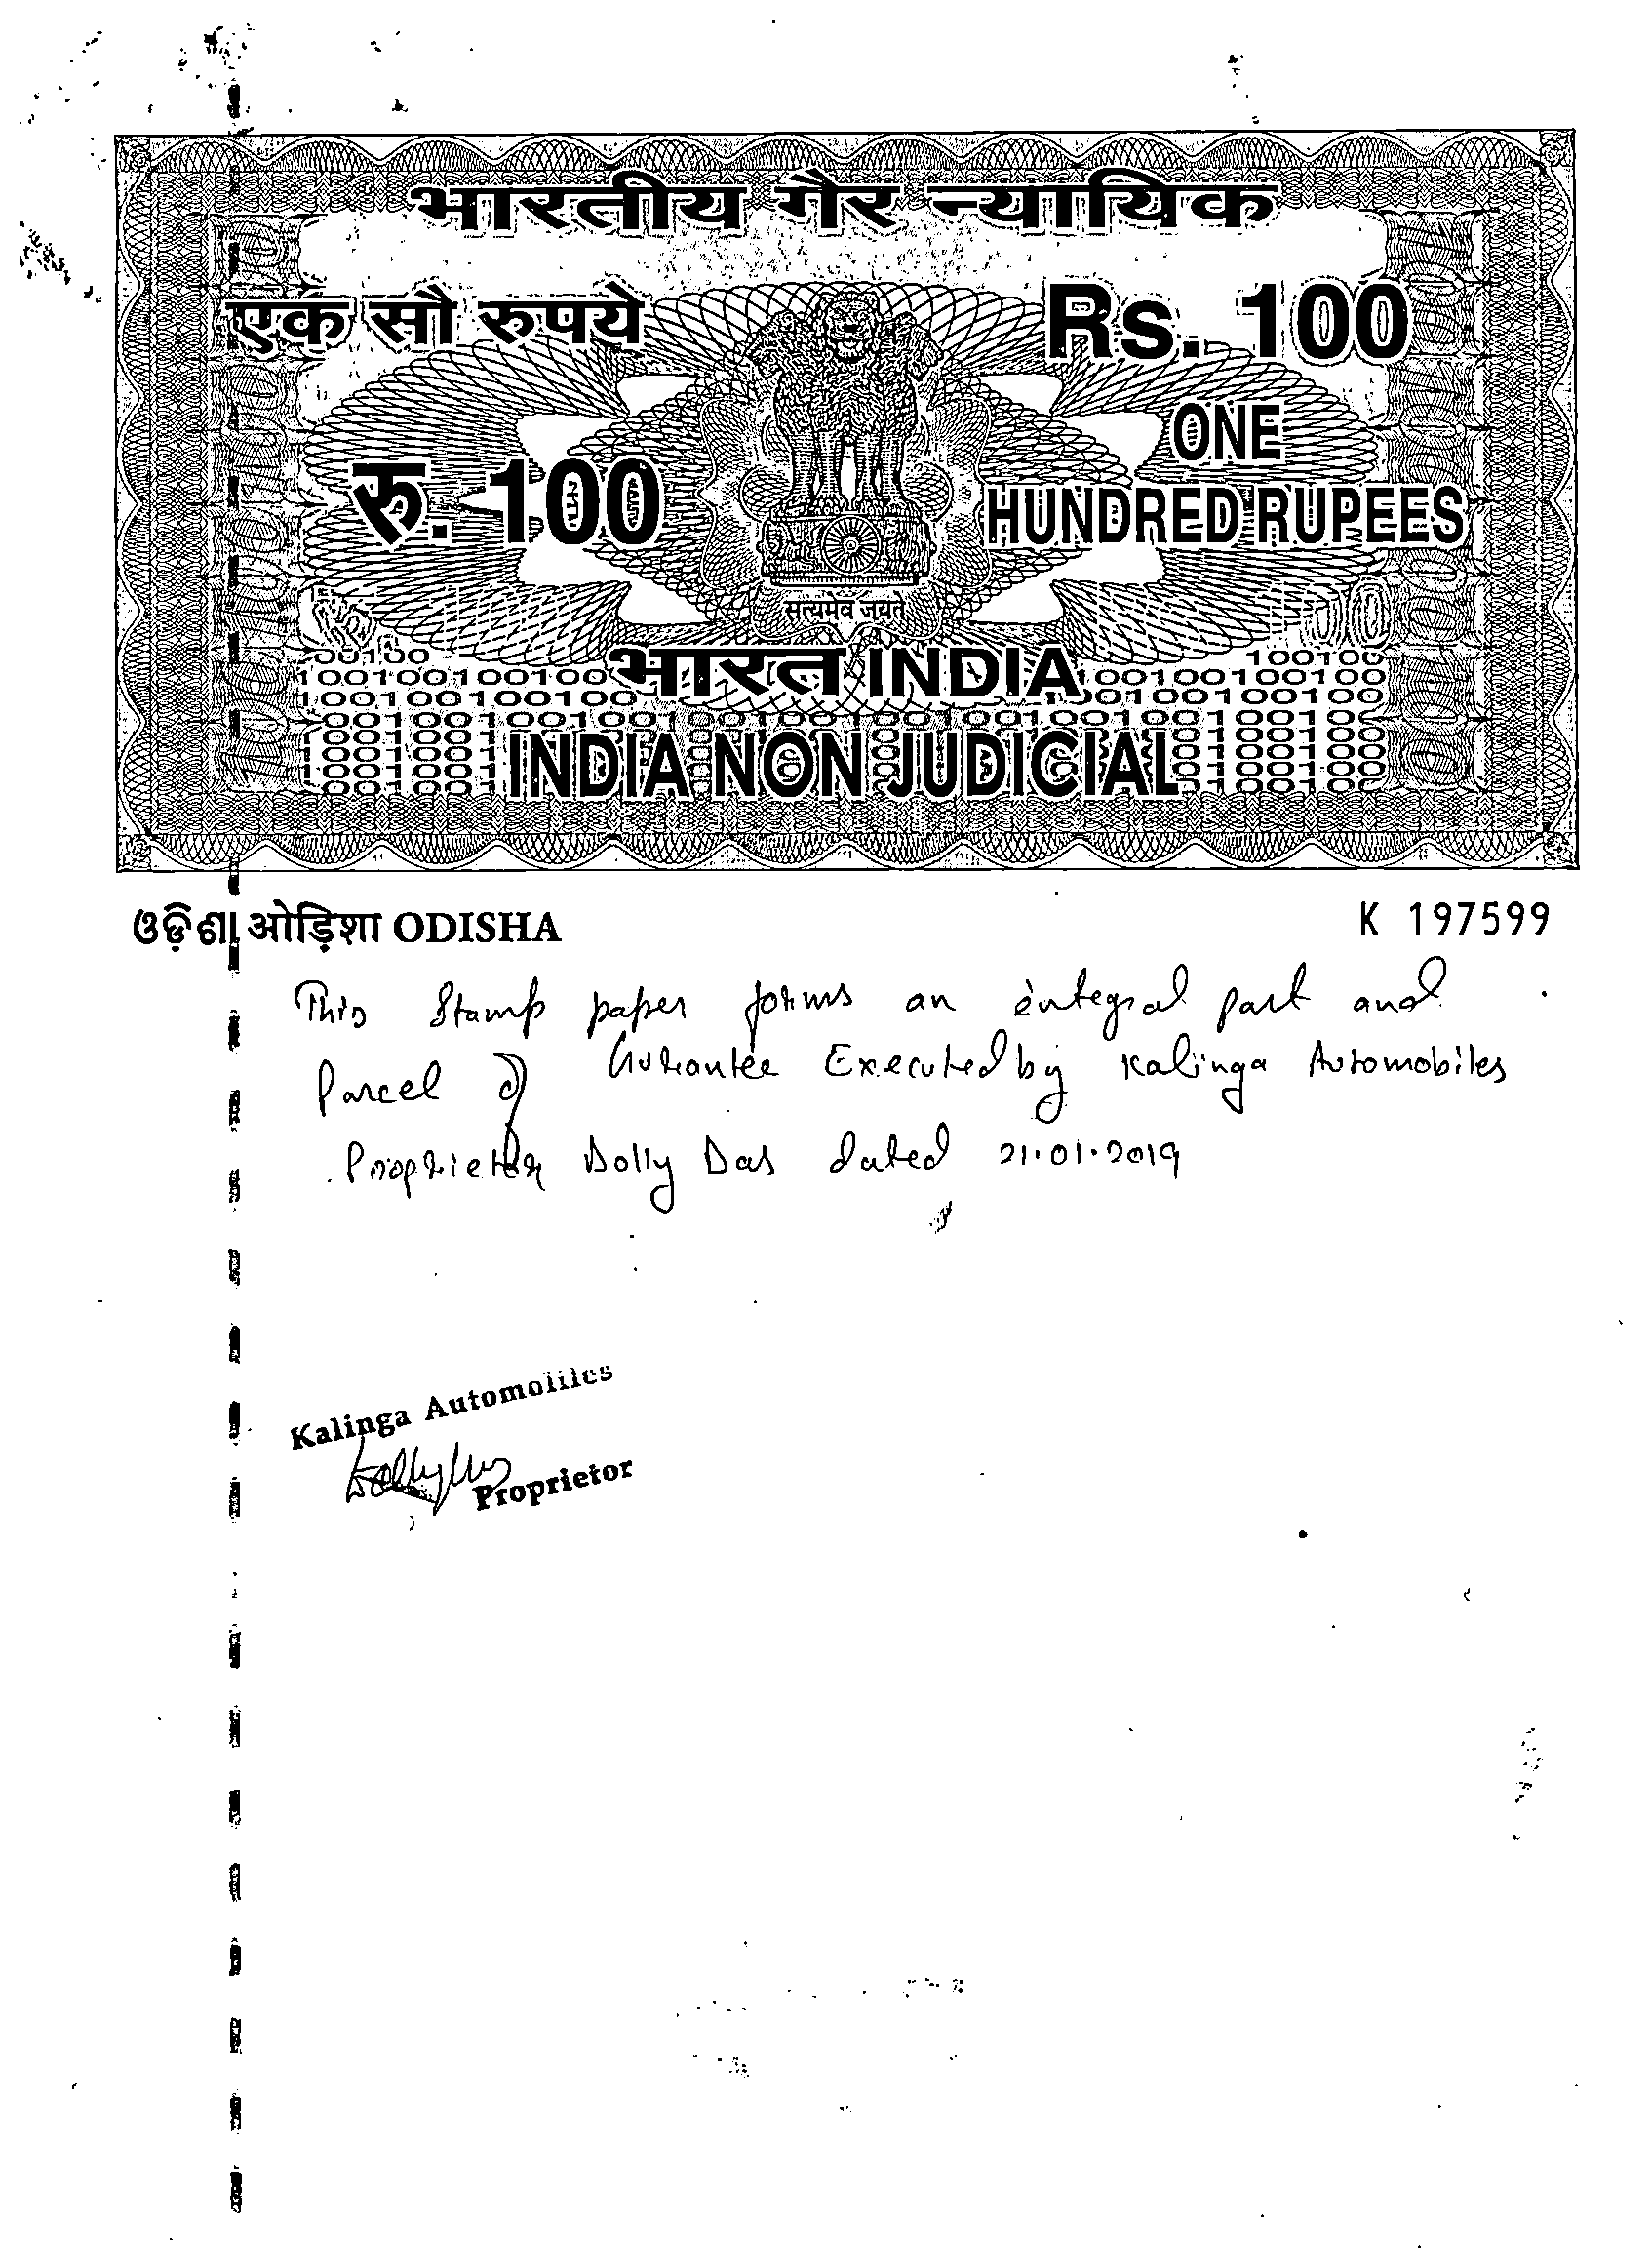 भारतीय गैर न्यायिक
एक सौ रुपये Rs. 100
रु. 100 ONE
HUNDRED RUPEES
सत्यमेव जयते
भारत INDIA
INDIA NON JUDICIAL
ଓଡ଼ିଶା ओड़िशा ODISHA K 197599
This Stamp paper forms an integral part and
Parcel of Guarantee Executed by Kalinga Automobiles
Proprietor Dolly Das dated 21.01.2019
Kalinga Automobiles
Dolly Das
Proprietor